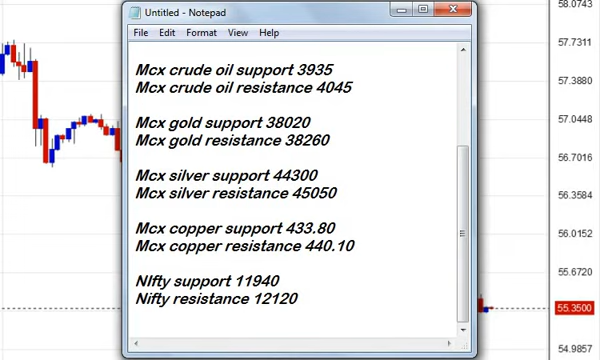 Untitled - Notepad
File Edit Format View Help
Mcx crude oil support 3935
Mcx crude oil resistance 4045
Mcx gold support 38020
Mcx gold resistance 38260
Mcx silver support 44300
Mcx silver resistance 45050
Mcx copper support 433.80
Mcx copper resistance 440.10
NIfty support 11940
Nifty resistance 12120
58.0743
57.7311
57.3880
57.0448
56.7016
56.3584
56.0152
55.6720
55.3500
54.9857